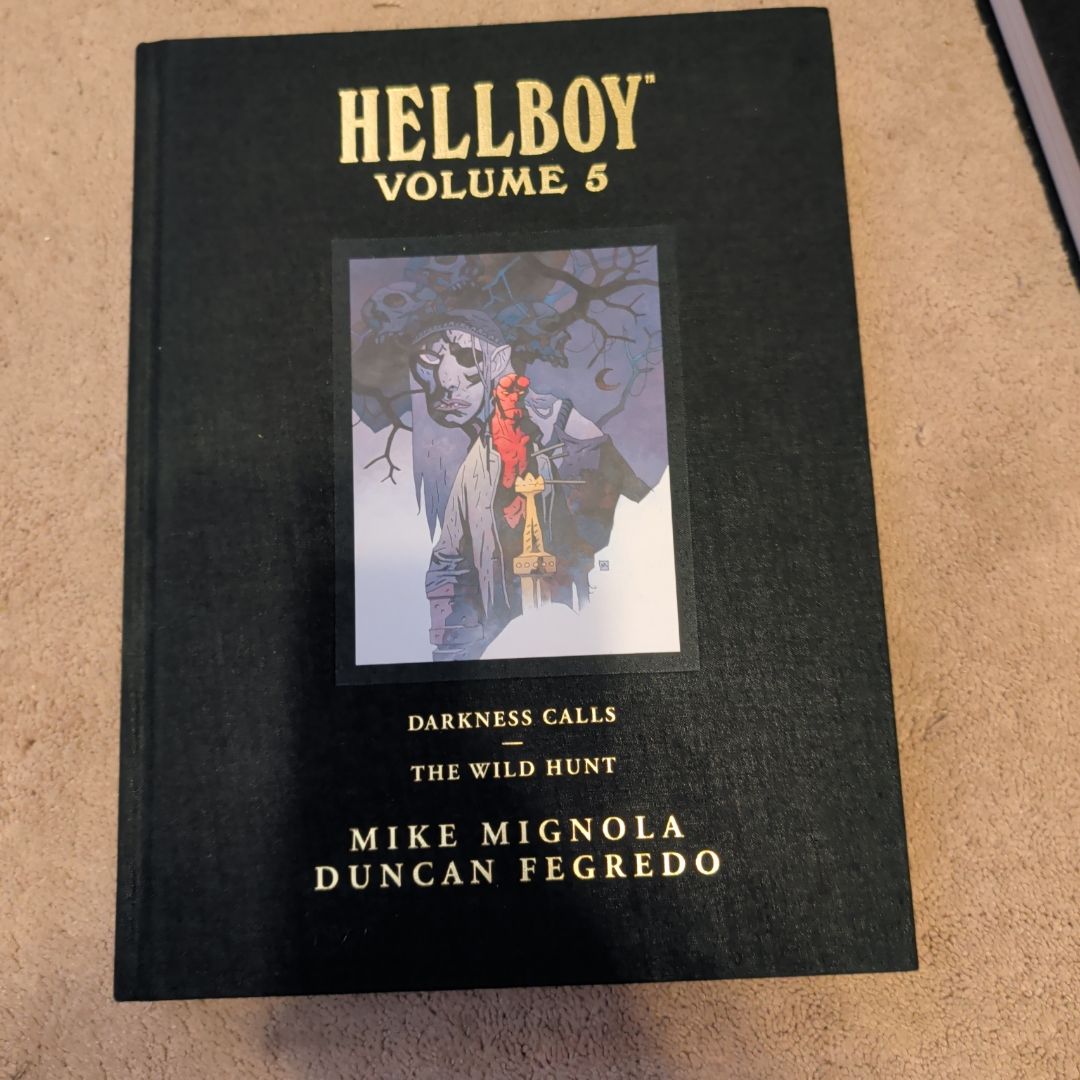 HELLBOY™
VOLUME 5
DARKNESS CALLS
—
THE WILD HUNT
MIKE MIGNOLA
DUNCAN FEGREDO